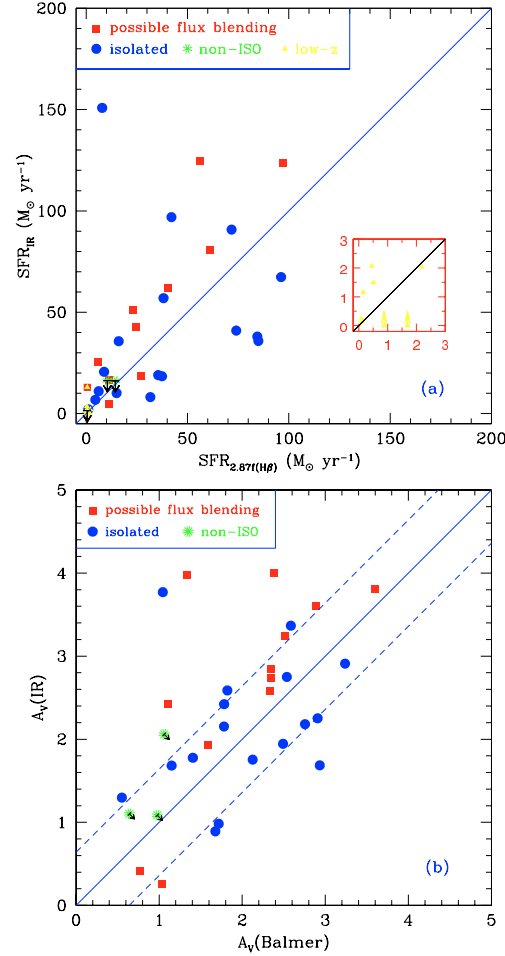 200
150
100
50
0
SFR_IR (M⊙ yr⁻¹)
possible flux blending
isolated non-ISO low-z
3
2
1
0
0 1 2 3
(a)
0 50 100 150 200
SFR_2.87f(Hβ) (M⊙ yr⁻¹)
5
4
3
2
1
0
A_V(IR)
possible flux blending
isolated non-ISO
(b)
0 1 2 3 4 5
A_V(Balmer)